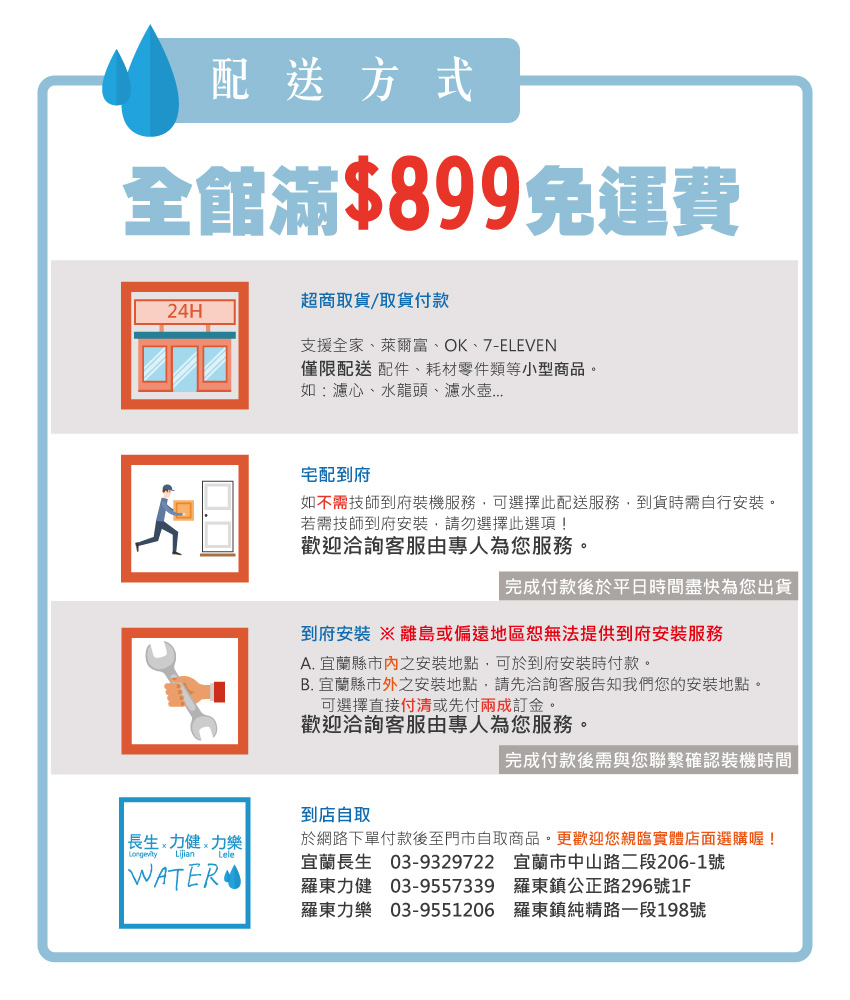 配送方式
全館滿$899免運費
24H
超商取貨/取貨付款
支援全家、萊爾富、OK、7-ELEVEN
僅限配送 配件、耗材零件類等小型商品。
如：濾心、水龍頭、濾水壺...
宅配到府
如不需技師到府裝機服務，可選擇此配送服務，到貨時需自行安裝。
若需技師到府安裝，請勿選擇此選項！
歡迎洽詢客服由專人為您服務。
完成付款後於平日時間盡快為您出貨
到府安裝 ※ 離島或偏遠地區恕無法提供到府安裝服務
A. 宜蘭縣市內之安裝地點，可於到府安裝時付款。
B. 宜蘭縣市外之安裝地點，請先洽詢客服告知我們您的安裝地點。
可選擇直接付清或先付兩成訂金。
歡迎洽詢客服由專人為您服務。
完成付款後需與您聯繫確認裝機時間
長生 x 力健 x 力樂
Longevity Lijian Lele
WATER
到店自取
於網路下單付款後至門市自取商品。更歡迎您親臨實體店面選購喔！
宜蘭長生 03-9329722 宜蘭市中山路二段206-1號
羅東力健 03-9557339 羅東鎮公正路296號1F
羅東力樂 03-9551206 羅東鎮純精路一段198號